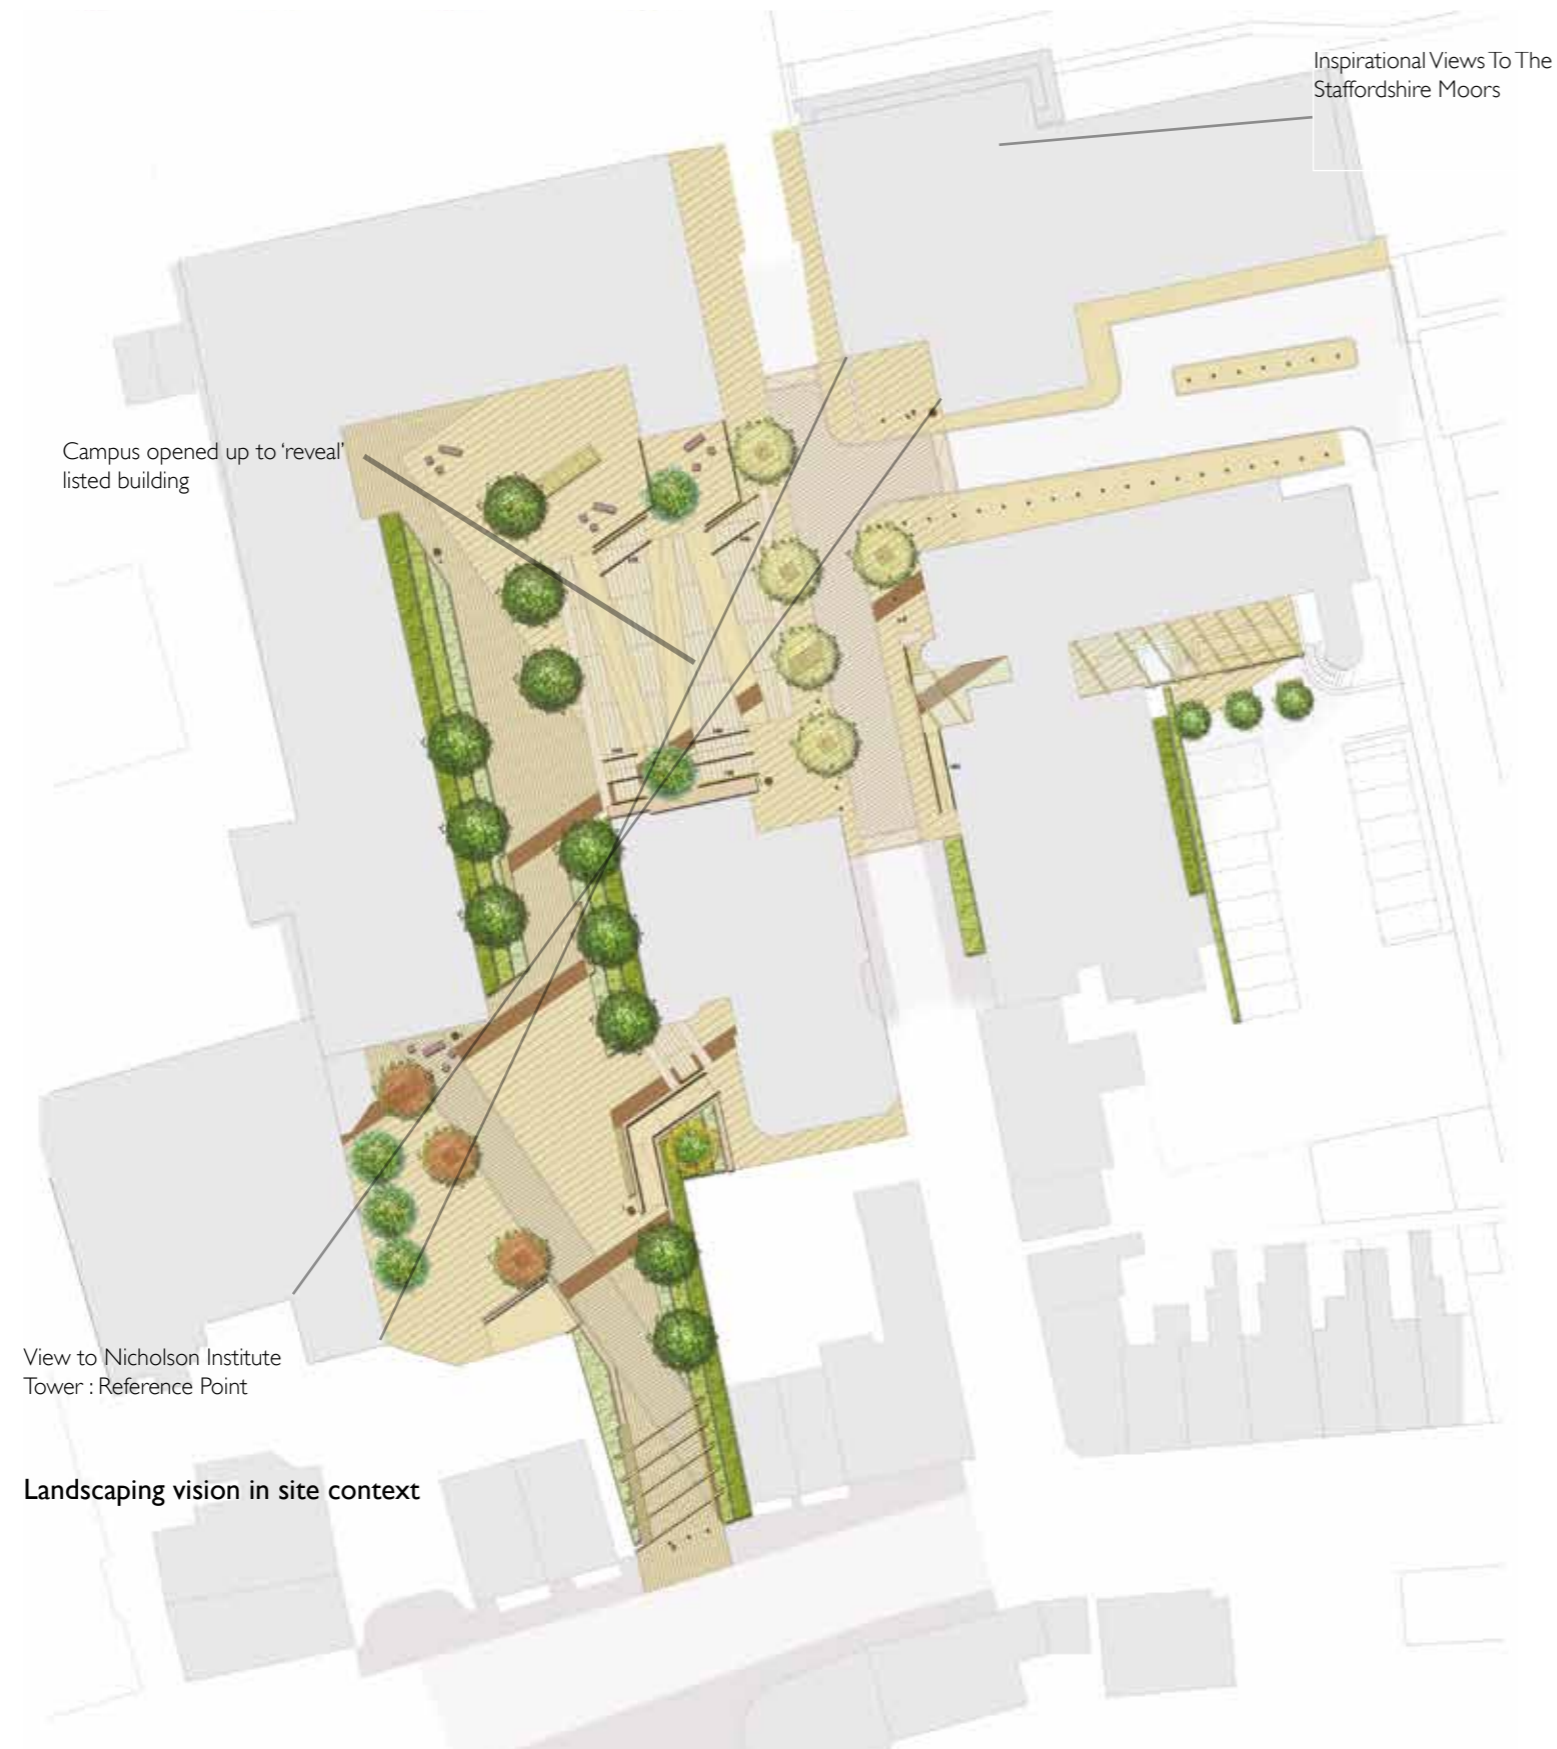 Inspirational Views To The
Staffordshire Moors
Campus opened up to ‘reveal’
listed building
View to Nicholson Institute
Tower : Reference Point
Landscaping vision in site context